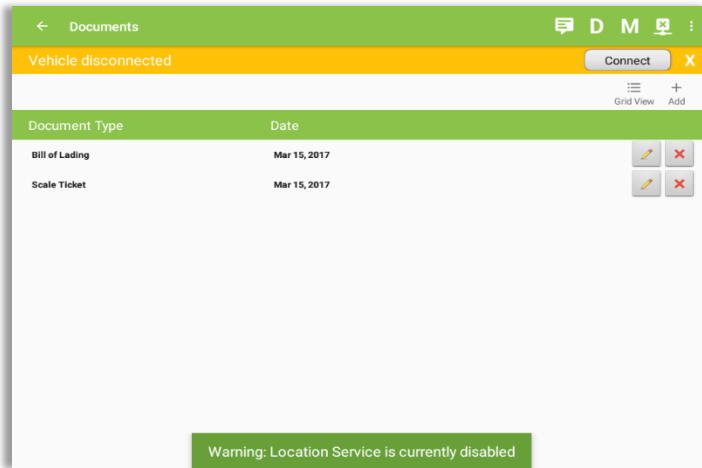 Documents D M
Vehicle disconnected Connect X
Grid View Add
Document Type Date
Bill of Lading Mar 15, 2017
Scale Ticket Mar 15, 2017
Warning: Location Service is currently disabled